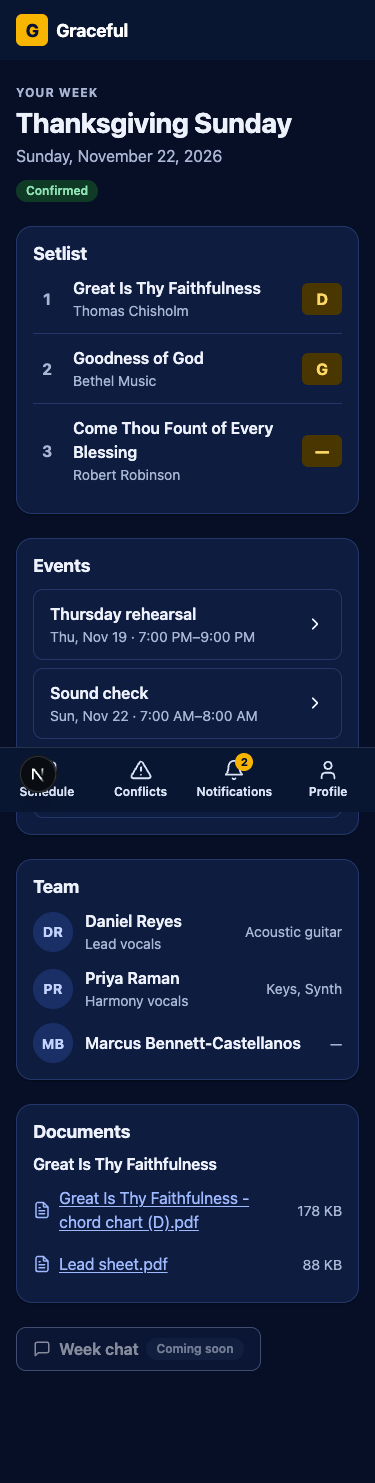 G Graceful
YOUR WEEK
Thanksgiving Sunday
Sunday, November 22, 2026
Confirmed
Setlist
1 Great Is Thy Faithfulness D
Thomas Chisholm
2 Goodness of God G
Bethel Music
3 Come Thou Fount of Every
Blessing —
Robert Robinson
Events
Thursday rehearsal
Thu, Nov 19 · 7:00 PM–9:00 PM
Sound check
Sun, Nov 22 · 7:00 AM–8:00 AM
N 2
Schedule Conflicts Notifications Profile
Team
DR Daniel Reyes Acoustic guitar
Lead vocals
PR Priya Raman Keys, Synth
Harmony vocals
MB Marcus Bennett-Castellanos —
Documents
Great Is Thy Faithfulness
Great Is Thy Faithfulness -
chord chart (D).pdf 178 KB
Lead sheet.pdf 88 KB
Week chat Coming soon